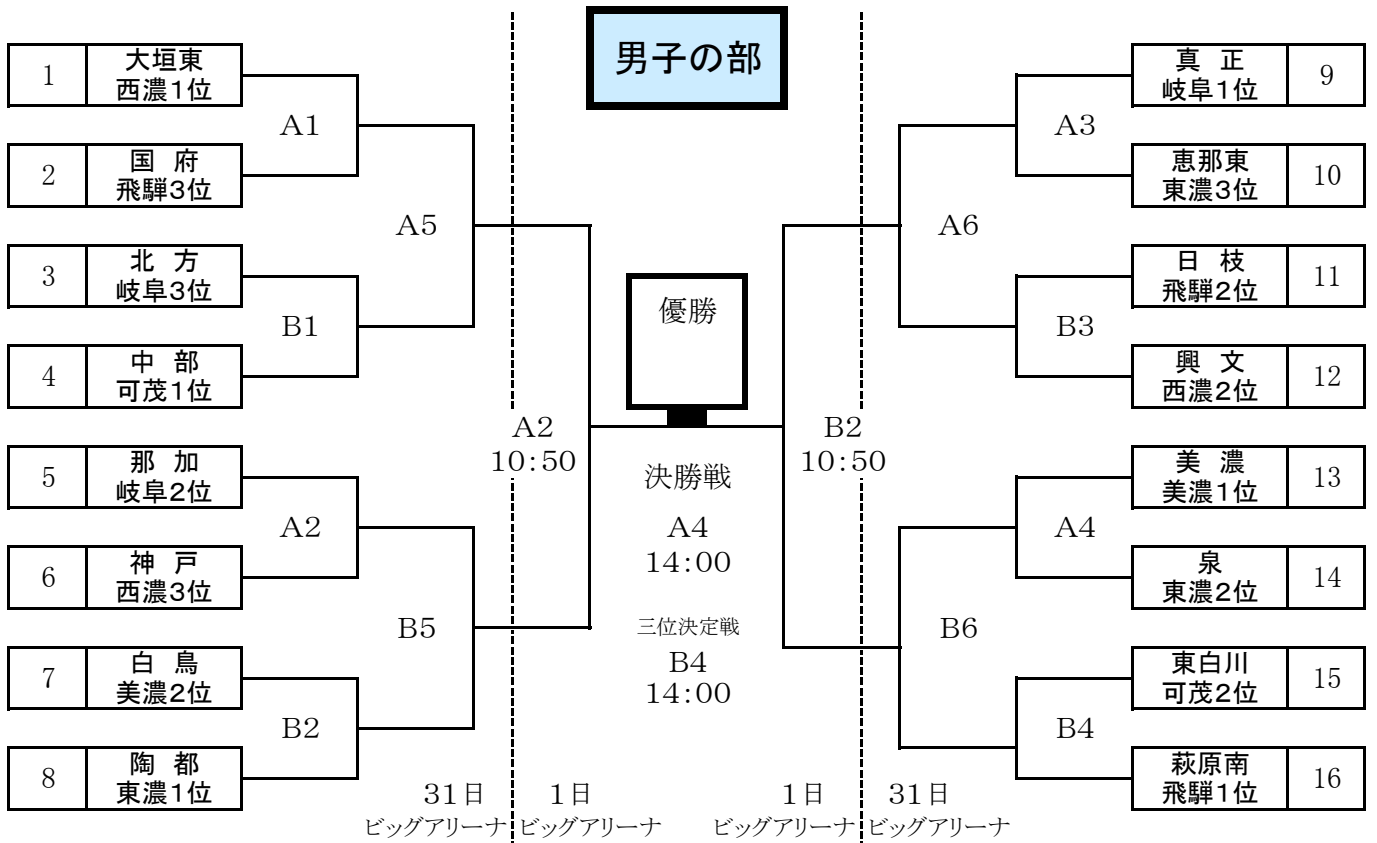 男子の部
1
大垣東
西濃1位
2
国 府
飛騨3位
3
北 方
岐阜3位
4
中 部
可茂1位
5
那 加
岐阜2位
6
神 戸
西濃3位
7
白 鳥
美濃2位
8
陶 都
東濃1位
A1
B1
A2
B2
A5
B5
A2
10:50
優勝
決勝戦
A4
14:00
三位決定戦
B4
14:00
B2
10:50
A6
B6
A3
B3
A4
B4
真 正
岐阜1位
9
恵那東
東濃3位
10
日 枝
飛騨2位
11
興 文
西濃2位
12
美 濃
美濃1位
13
泉
東濃2位
14
東白川
可茂2位
15
萩原南
飛騨1位
16
31日
ビッグアリーナ
1日
ビッグアリーナ
1日
ビッグアリーナ
31日
ビッグアリーナ